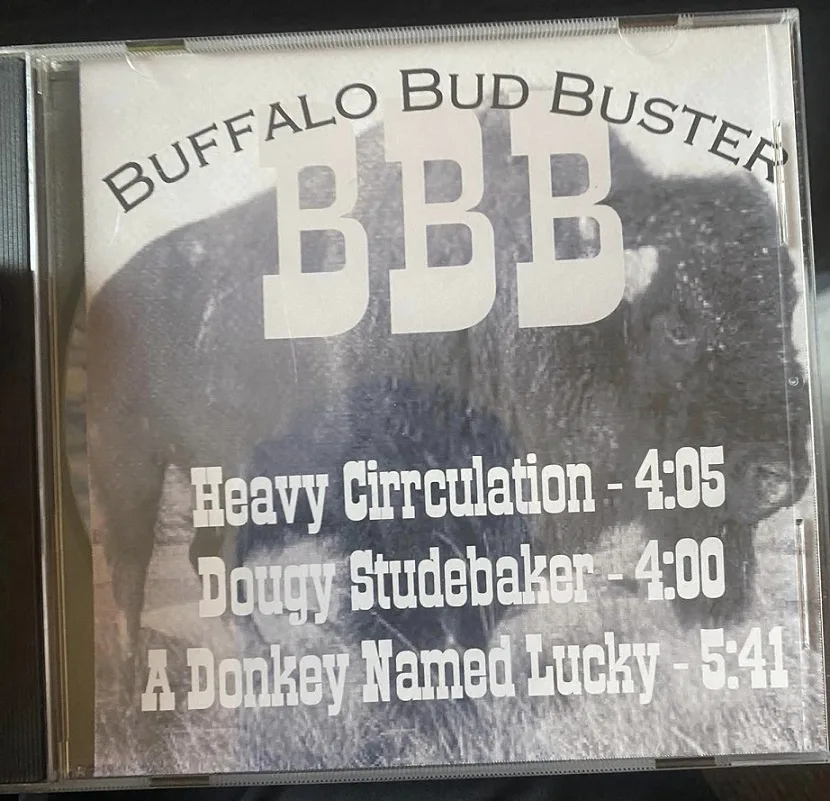 Buffalo Bud Buster
BBB
Heavy Cirrculation - 4:05
Dougy Studebaker - 4:00
A Donkey Named Lucky - 5:41